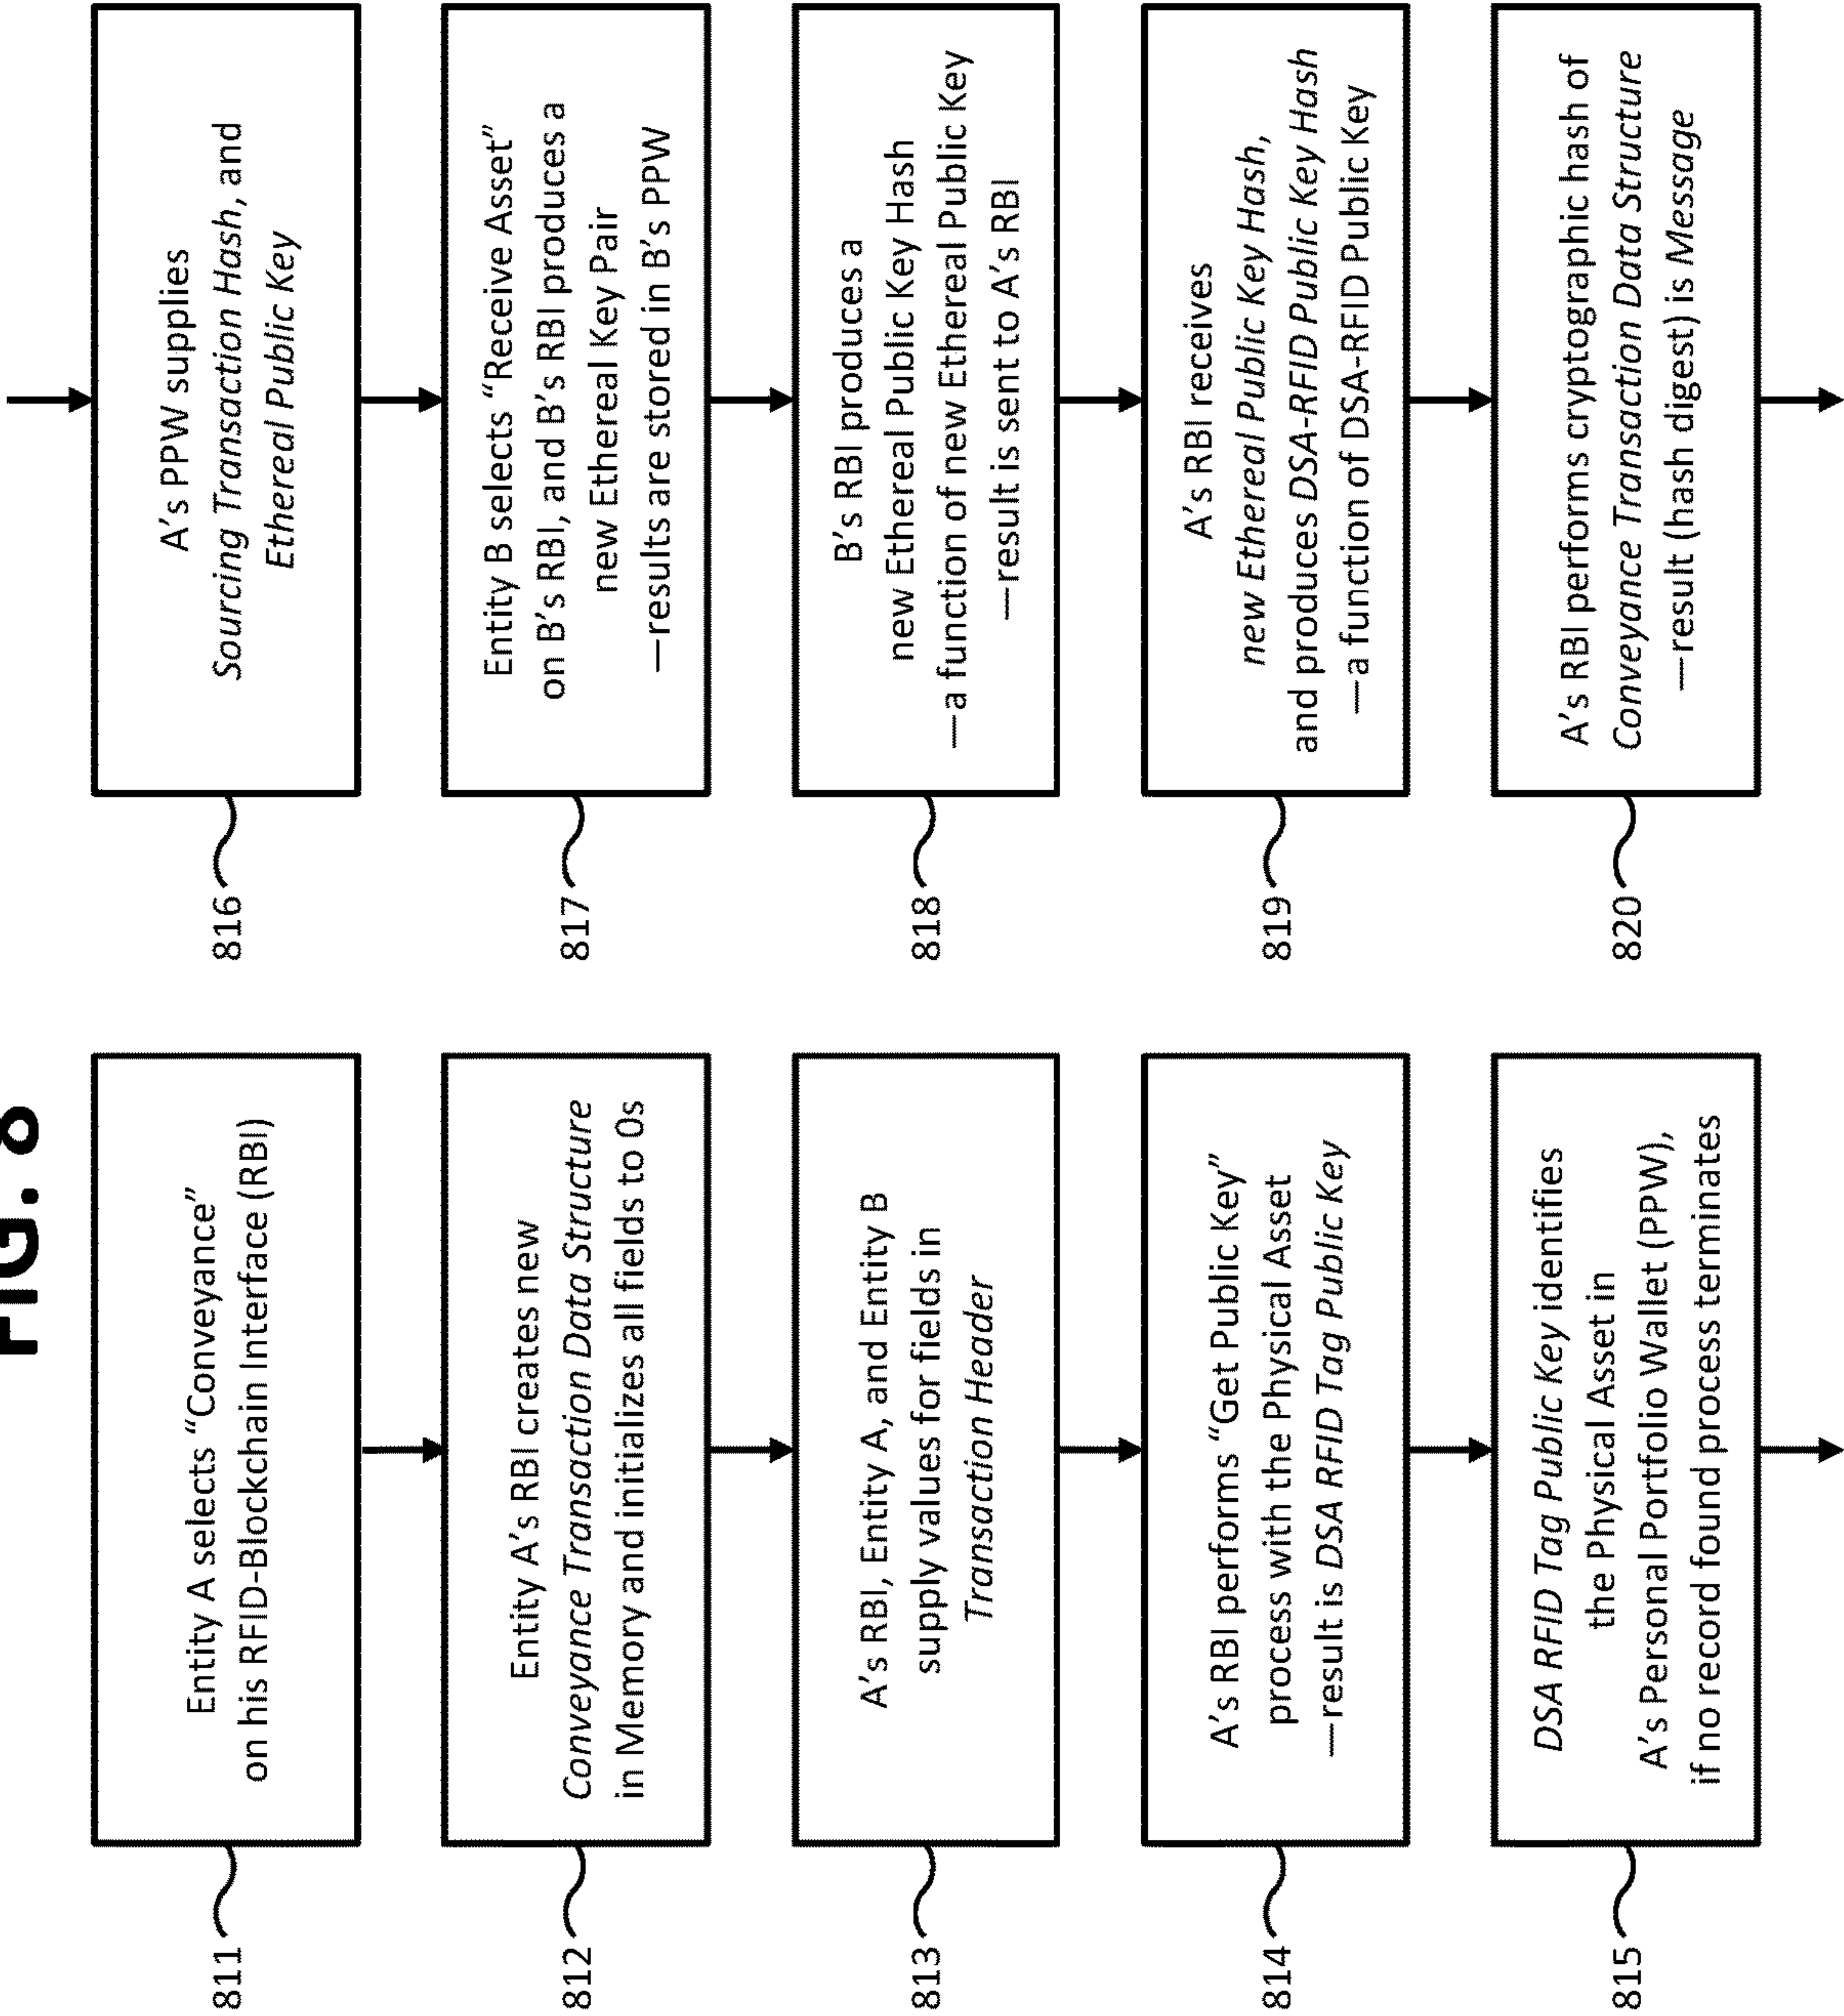 FIG. 8
811
Entity A selects “Conveyance”
on his RFID-Blockchain Interface (RBI)
812
Entity A’s RBI creates new
Conveyance Transaction Data Structure
in Memory and initializes all fields to 0s
813
A’s RBI, Entity A, and Entity B
supply values for fields in
Transaction Header
814
A’s RBI performs “Get Public Key”
process with the Physical Asset
—result is DSA RFID Tag Public Key
815
DSA RFID Tag Public Key identifies
the Physical Asset in
A’s Personal Portfolio Wallet (PPW),
if no record found process terminates
816
A’s PPW supplies
Sourcing Transaction Hash, and
Ethereal Public Key
817
Entity B selects “Receive Asset”
on B’s RBI, and B’s RBI produces a
new Ethereal Key Pair
—results are stored in B’s PPW
818
B’s RBI produces a
new Ethereal Public Key Hash
—a function of new Ethereal Public Key
—result is sent to A’s RBI
819
A’s RBI receives
new Ethereal Public Key Hash,
and produces DSA-RFID Public Key Hash
—a function of DSA-RFID Public Key
820
A’s RBI performs cryptographic hash of
Conveyance Transaction Data Structure
—result (hash digest) is Message